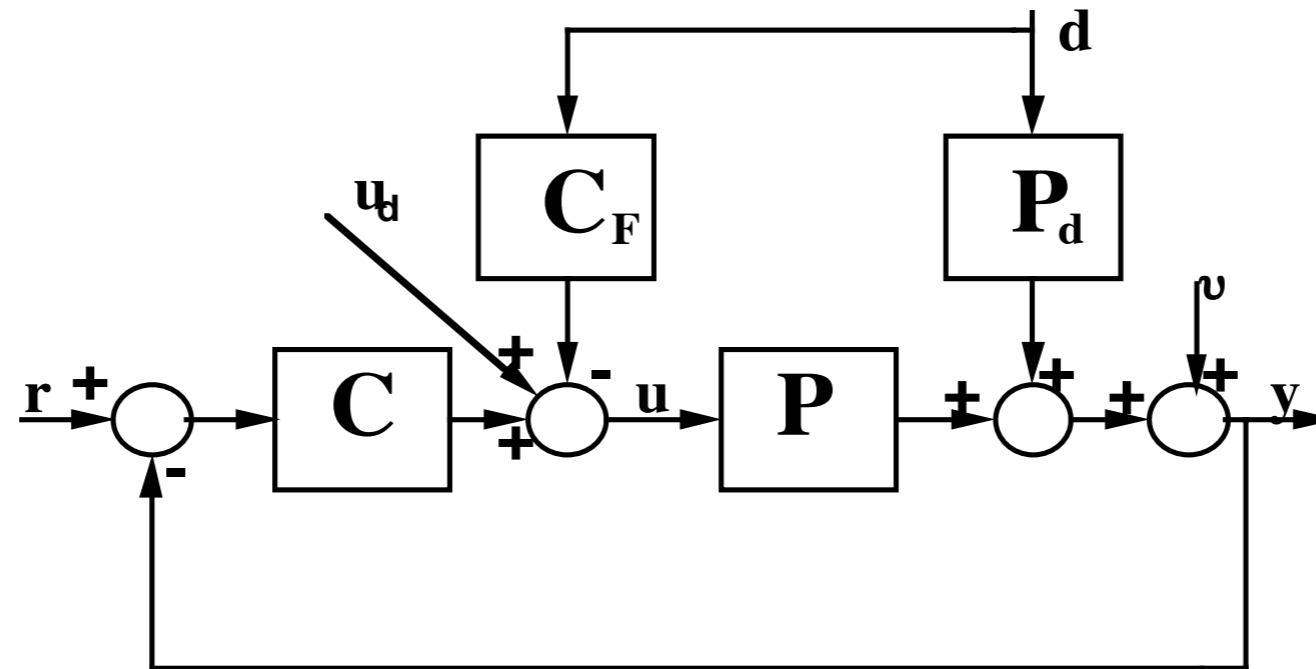 d
C_F
P_d
u_d
υ
+
+
-
+
+
+
r
+
C
+
u
P
+
y
-